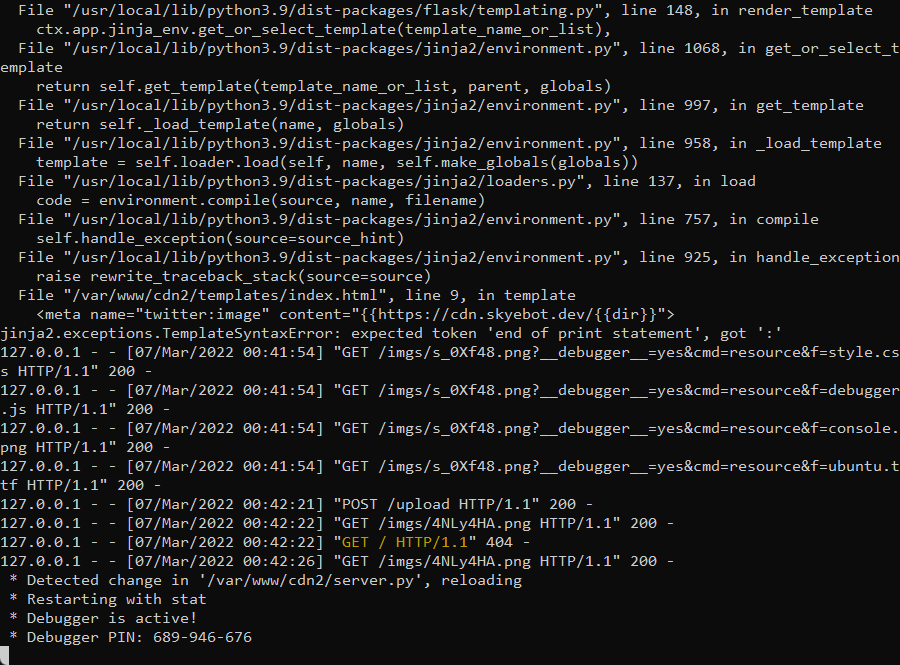 File "/usr/local/lib/python3.9/dist-packages/flask/templating.py", line 148, in render_template
ctx.app.jinja_env.get_or_select_template(template_name_or_list),
File "/usr/local/lib/python3.9/dist-packages/jinja2/environment.py", line 1068, in get_or_select_t
emplate
return self.get_template(template_name_or_list, parent, globals)
File "/usr/local/lib/python3.9/dist-packages/jinja2/environment.py", line 997, in get_template
return self._load_template(name, globals)
File "/usr/local/lib/python3.9/dist-packages/jinja2/environment.py", line 958, in _load_template
template = self.loader.load(self, name, self.make_globals(globals))
File "/usr/local/lib/python3.9/dist-packages/jinja2/loaders.py", line 137, in load
code = environment.compile(source, name, filename)
File "/usr/local/lib/python3.9/dist-packages/jinja2/environment.py", line 757, in compile
self.handle_exception(source=source_hint)
File "/usr/local/lib/python3.9/dist-packages/jinja2/environment.py", line 925, in handle_exception
raise rewrite_traceback_stack(source=source)
File "/var/www/cdn2/templates/index.html", line 9, in template
<meta name="twitter:image" content="{{https://cdn.skyebot.dev/{{dir}}">
jinja2.exceptions.TemplateSyntaxError: expected token 'end of print statement', got ':'
127.0.0.1 - - [07/Mar/2022 00:41:54] "GET /imgs/s_0Xf48.png?__debugger__=yes&cmd=resource&f=style.cs
s HTTP/1.1" 200 -
127.0.0.1 - - [07/Mar/2022 00:41:54] "GET /imgs/s_0Xf48.png?__debugger__=yes&cmd=resource&f=debugger
.js HTTP/1.1" 200 -
127.0.0.1 - - [07/Mar/2022 00:41:54] "GET /imgs/s_0Xf48.png?__debugger__=yes&cmd=resource&f=console.
png HTTP/1.1" 200 -
127.0.0.1 - - [07/Mar/2022 00:41:54] "GET /imgs/s_0Xf48.png?__debugger__=yes&cmd=resource&f=ubuntu.t
tf HTTP/1.1" 200 -
127.0.0.1 - - [07/Mar/2022 00:42:21] "POST /upload HTTP/1.1" 200 -
127.0.0.1 - - [07/Mar/2022 00:42:22] "GET /imgs/4NLy4HA.png HTTP/1.1" 200 -
127.0.0.1 - - [07/Mar/2022 00:42:22] "GET / HTTP/1.1" 404 -
127.0.0.1 - - [07/Mar/2022 00:42:26] "GET /imgs/4NLy4HA.png HTTP/1.1" 200 -
* Detected change in '/var/www/cdn2/server.py', reloading
* Restarting with stat
* Debugger is active!
* Debugger PIN: 689-946-676